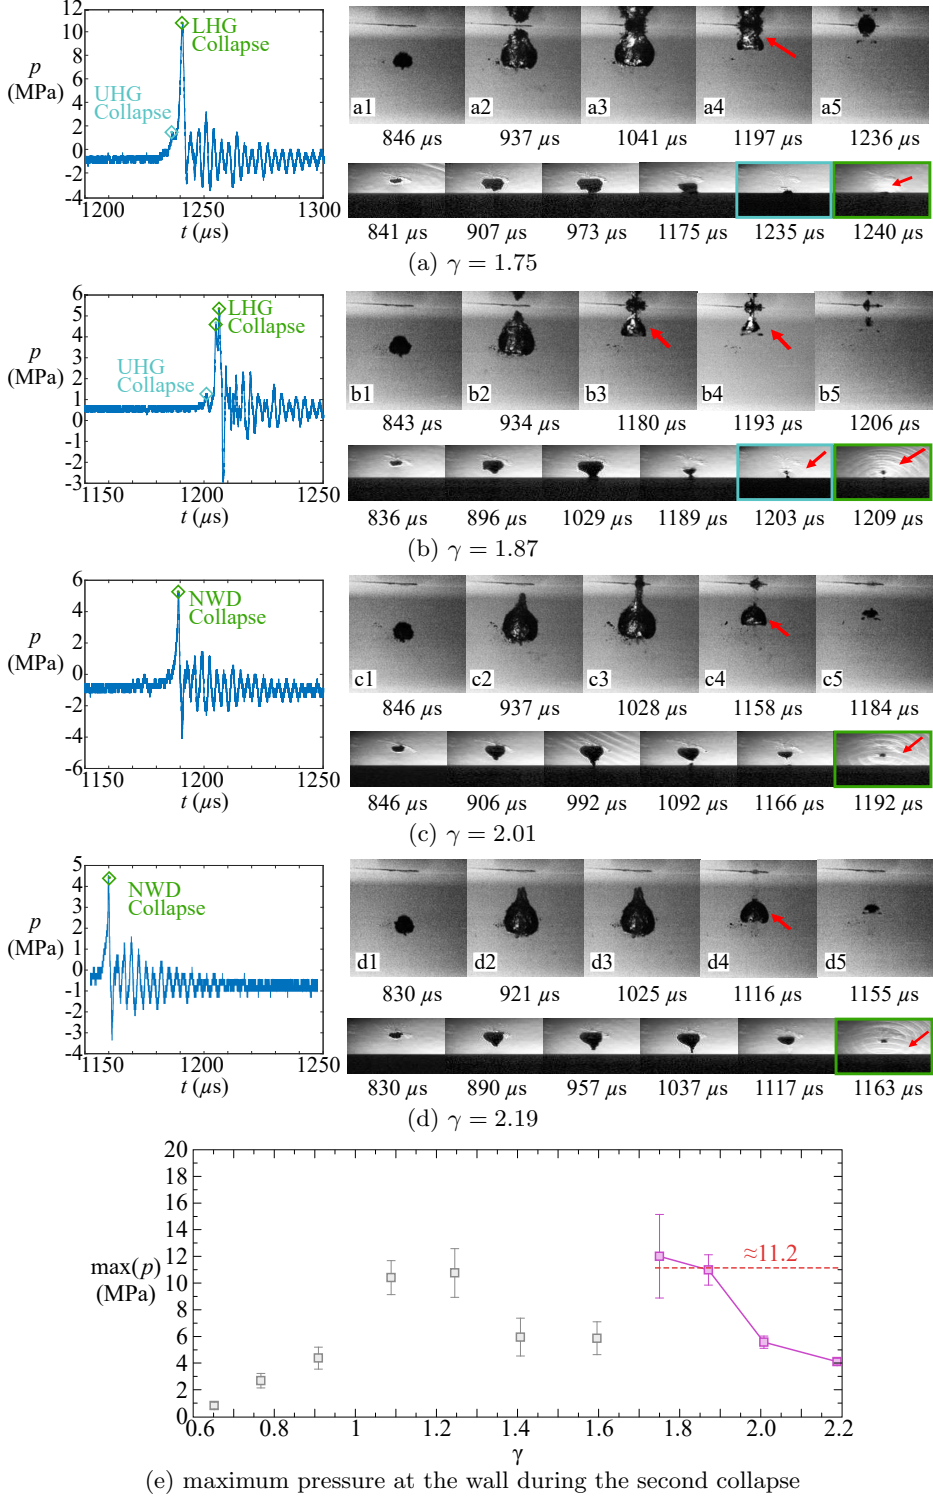 12
10
8
6
4
2
0
−2
−4
p
(MPa)
LHG
Collapse
UHG
Collapse
1200
1250
1300
t (μs)
a1
a2
a3
a4
a5
846 μs
937 μs
1041 μs
1197 μs
1236 μs
841 μs
907 μs
973 μs
1175 μs
1235 μs
1240 μs
(a) γ = 1.75
6
5
4
3
2
1
0
−1
−2
−3
p
(MPa)
LHG
Collapse
UHG
Collapse
1150
1200
1250
t (μs)
b1
b2
b3
b4
b5
843 μs
934 μs
1180 μs
1193 μs
1206 μs
836 μs
896 μs
1029 μs
1189 μs
1203 μs
1209 μs
(b) γ = 1.87
6
4
2
0
−2
−4
−6
p
(MPa)
NWD
Collapse
1150
1200
1250
t (μs)
c1
c2
c3
c4
c5
846 μs
937 μs
1028 μs
1158 μs
1184 μs
846 μs
906 μs
992 μs
1092 μs
1166 μs
1192 μs
(c) γ = 2.01
5
4
3
2
1
0
−1
−2
−3
−4
p
(MPa)
NWD
Collapse
1150
1200
1250
t (μs)
d1
d2
d3
d4
d5
830 μs
921 μs
1025 μs
1116 μs
1155 μs
830 μs
890 μs
957 μs
1037 μs
1117 μs
1163 μs
(d) γ = 2.19
20
18
16
14
12
10
8
6
4
2
0
max(p)
(MPa)
≈11.2
0.6
0.8
1
1.2
1.4
1.6
1.8
2.0
2.2
γ
(e) maximum pressure at the wall during the second collapse